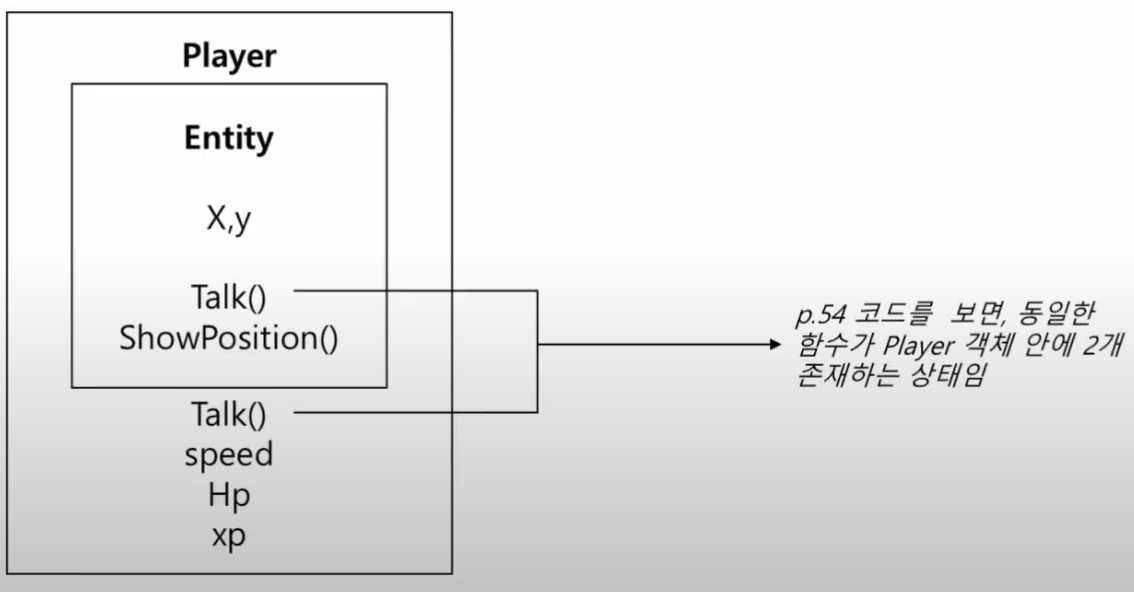 Player
Entity
X,y
Talk()
ShowPosition()
Talk()
speed
Hp
xp
p.54 코드를 보면, 동일한
함수가 Player 객체 안에 2개
존재하는 상태임